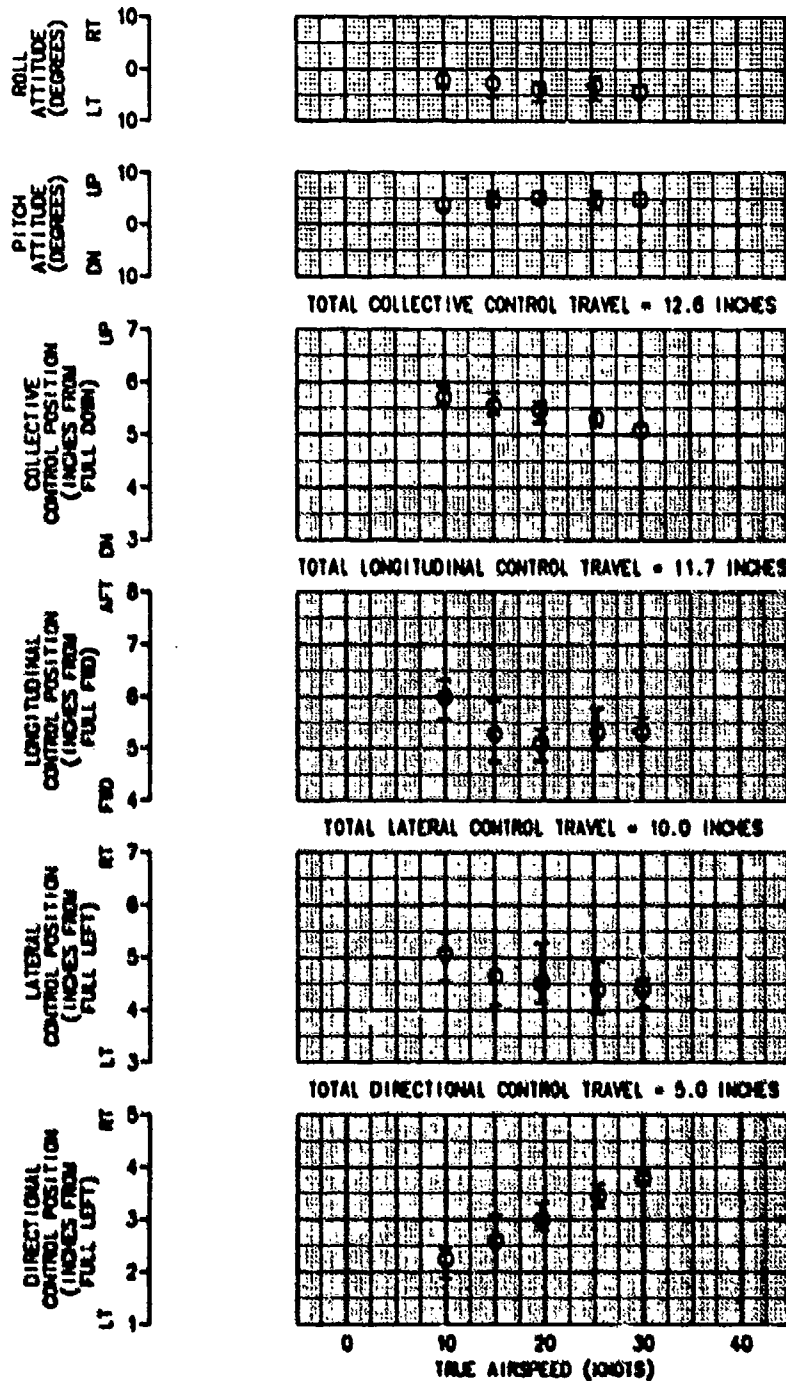 ROLL
ATTITUDE
(DEGREES)
LT RT
10
0
10
PITCH
ATTITUDE
(DEGREES)
DN UP
10
0
10
TOTAL COLLECTIVE CONTROL TRAVEL = 12.6 INCHES
COLLECTIVE
CONTROL POSITION
(INCHES FROM
FULL DOWN)
DN UP
7
6
5
4
3
TOTAL LONGITUDINAL CONTROL TRAVEL = 11.7 INCHES
LONGITUDINAL
CONTROL POSITION
(INCHES FROM
FULL FWD)
FWD AFT
8
7
6
5
4
TOTAL LATERAL CONTROL TRAVEL = 10.0 INCHES
LATERAL
CONTROL POSITION
(INCHES FROM
FULL LEFT)
LT RT
7
6
5
4
3
TOTAL DIRECTIONAL CONTROL TRAVEL = 5.0 INCHES
DIRECTIONAL
CONTROL POSITION
(INCHES FROM
FULL LEFT)
LT RT
5
4
3
2
1
0 10 20 30 40
TRUE AIRSPEED (KNOTS)